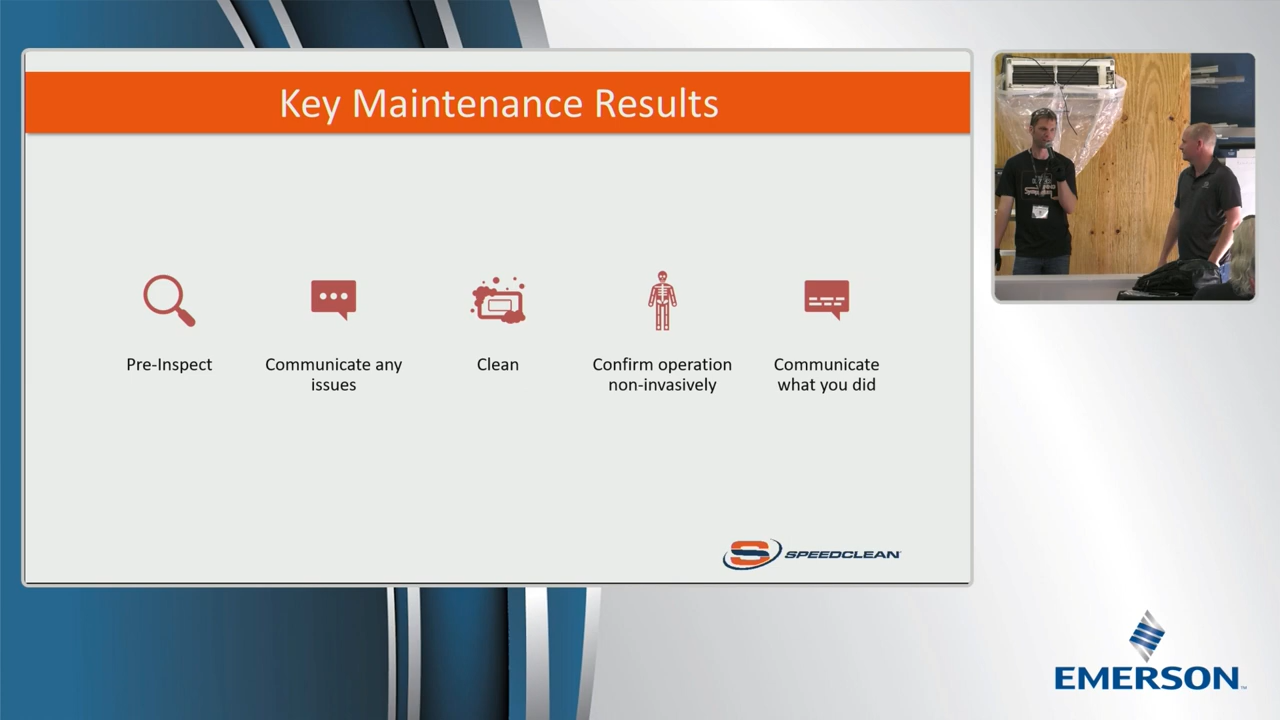 Key Maintenance Results
Pre-Inspect
Communicate any
issues
Clean
Confirm operation
non-invasively
Communicate
what you did
SPEEDCLEAN
EMERSON